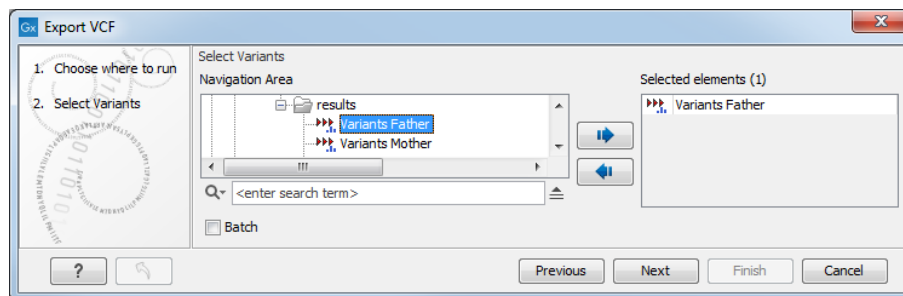 Gx Export VCF
1. Choose where to run
2. Select Variants
Select Variants
Navigation Area
results
Variants Father
Variants Mother
<enter search term>
Batch
Selected elements (1)
Variants Father
?
Previous
Next
Finish
Cancel